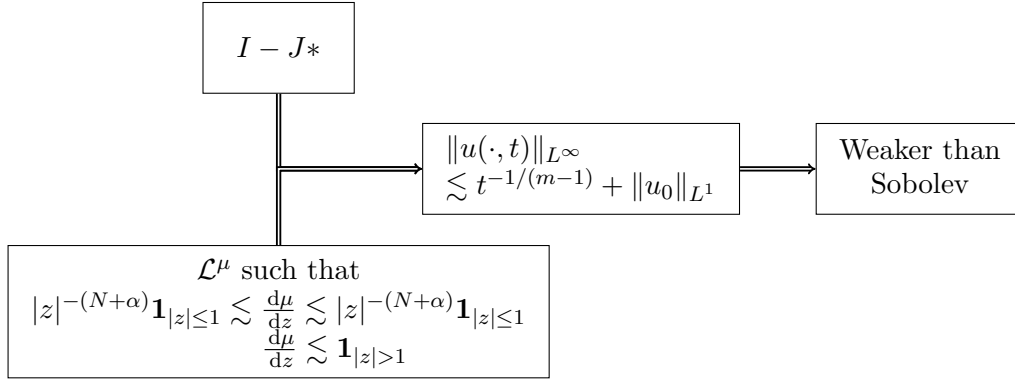 I − J∗
‖u(·, t)‖_{L^∞}
≲ t^{−1/(m−1)} + ‖u_0‖_{L^1}
Weaker than
Sobolev
𝓛^μ such that
|z|^{−(N+α)} 𝟏_{|z|≤1} ≲ dμ/dz ≲ |z|^{−(N+α)} 𝟏_{|z|≤1}
dμ/dz ≲ 𝟏_{|z|>1}